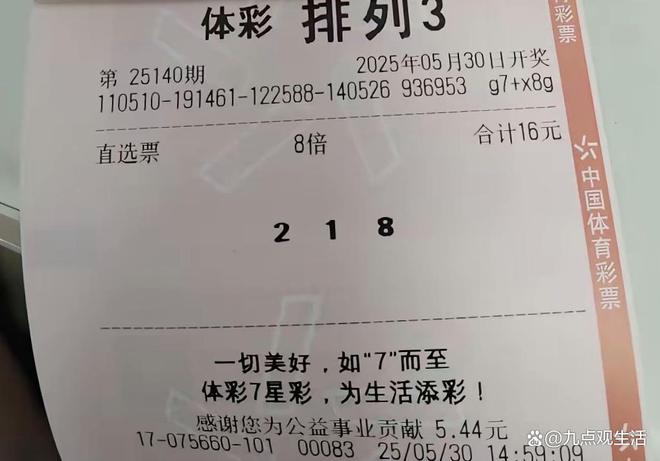 体彩 排列3
第 25140期 2025年05月30日开奖
110510-191461-122588-140526 936953 g7+x8g
直选票 8倍 合计16元
2 1 8
一切美好，如“7”而至
体彩7星彩，为生活添彩！
感谢您为公益事业贡献 5.44元
17-075660-101 00083 25/05/30 14:59:09
体彩票
中国体育彩票
@九点观生活